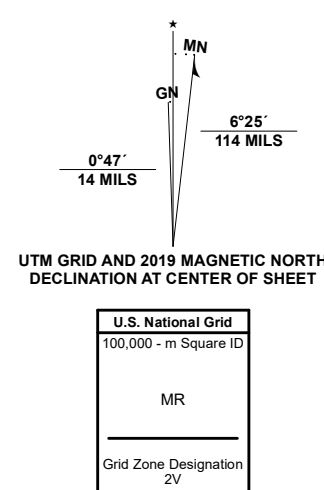 ★
MN
GN
6°25´
114 MILS
0°47´
14 MILS
UTM GRID AND 2019 MAGNETIC NORTH
DECLINATION AT CENTER OF SHEET
U.S. National Grid
100,000 - m Square ID
MR
Grid Zone Designation
2V